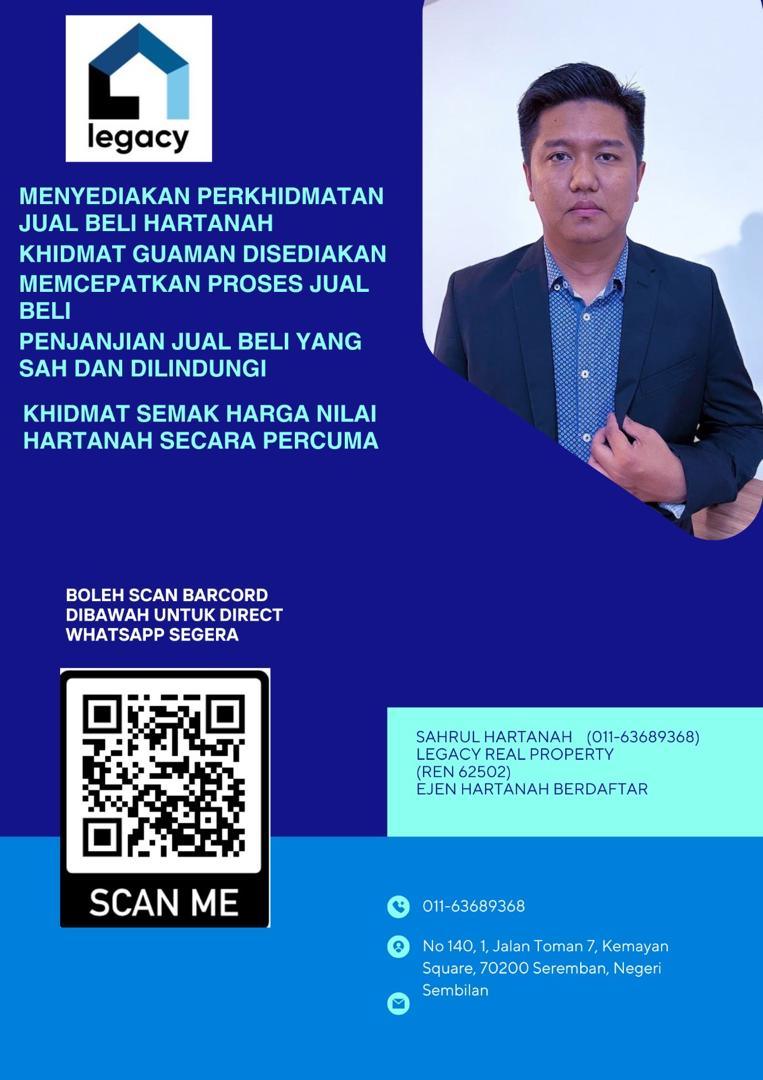 legacy
MENYEDIAKAN PERKHIDMATAN
JUAL BELI HARTANAH
KHIDMAT GUAMAN DISEDIAKAN
MEMCEPATKAN PROSES JUAL
BELI
PENJANJIAN JUAL BELI YANG
SAH DAN DILINDUNGI
KHIDMAT SEMAK HARGA NILAI
HARTANAH SECARA PERCUMA
BOLEH SCAN BARCORD
DIBAWAH UNTUK DIRECT
WHATSAPP SEGERA
SCAN ME
SAHRUL HARTANAH (011-63689368)
LEGACY REAL PROPERTY
(REN 62502)
EJEN HARTANAH BERDAFTAR
011-63689368
No 140, 1, Jalan Toman 7, Kemayan
Square, 70200 Seremban, Negeri
Sembilan